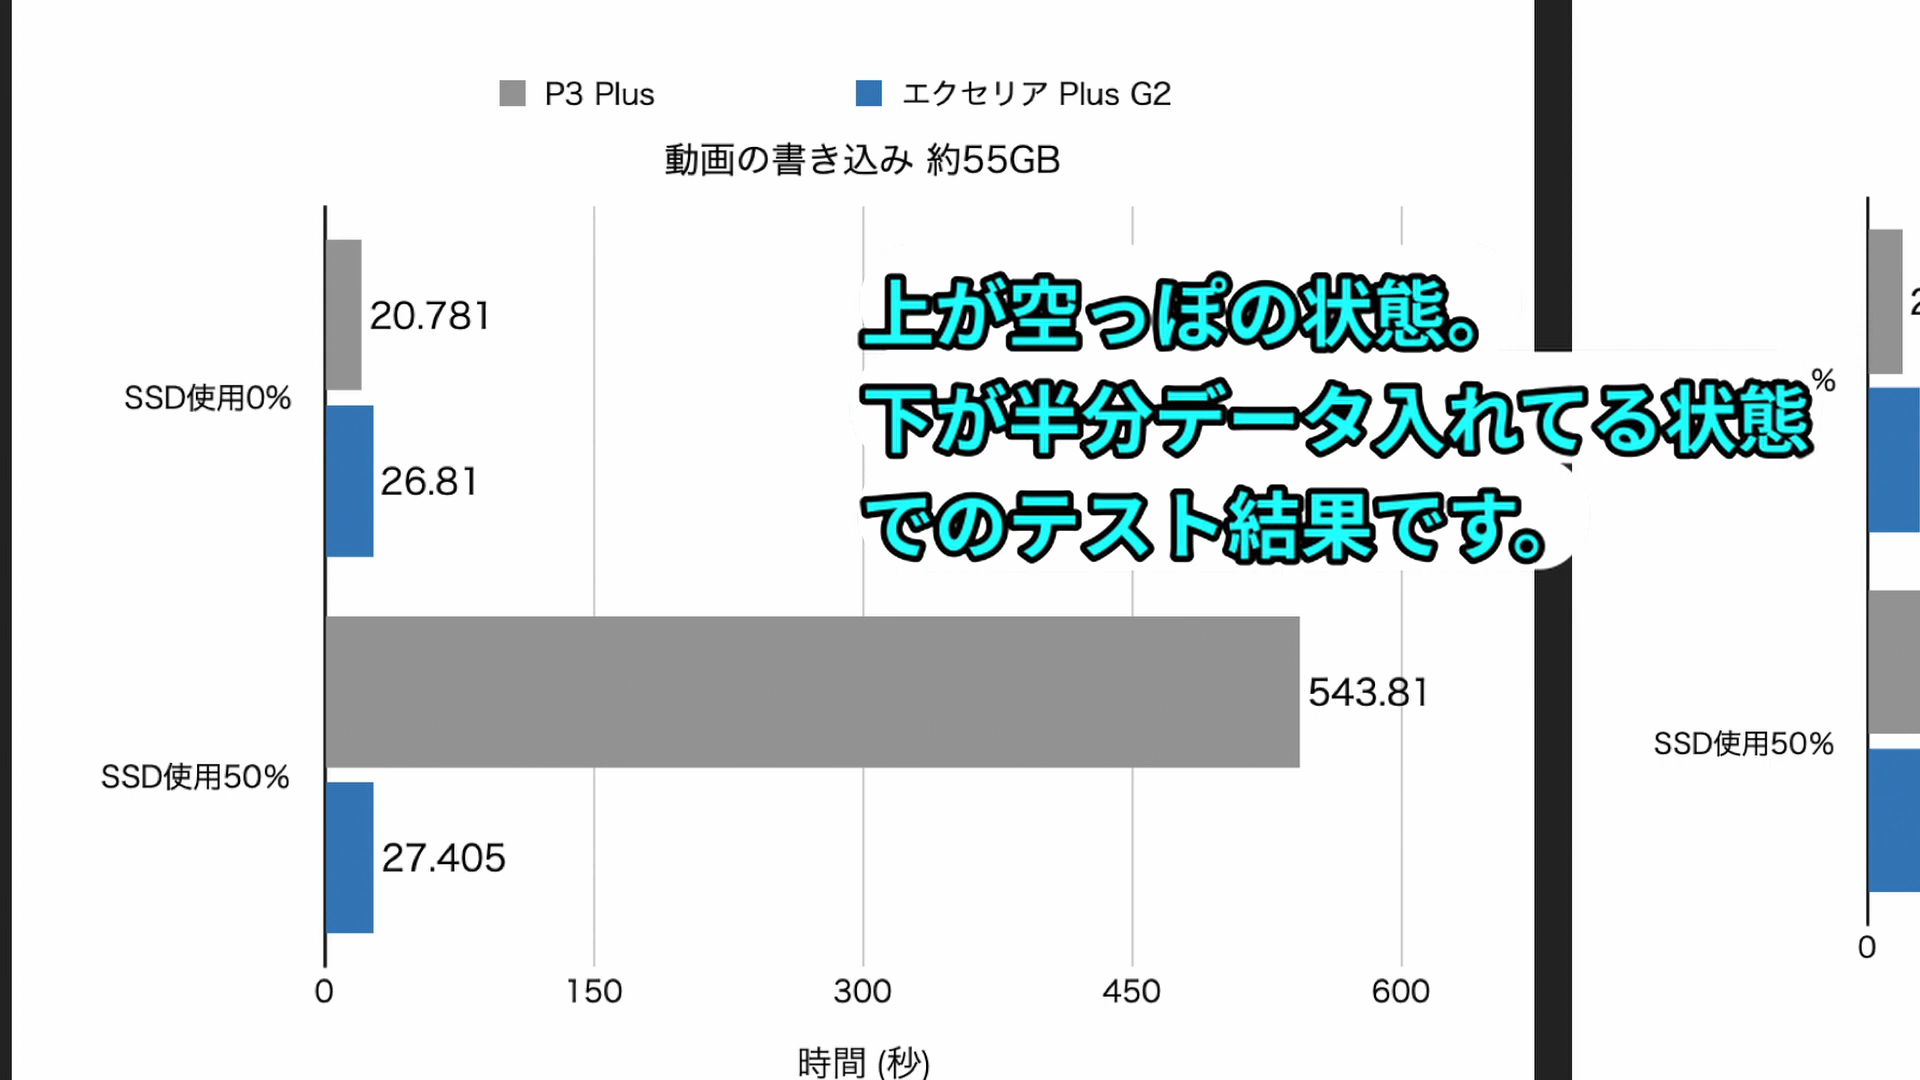 P3 Plus
エクセリア Plus G2
動画の書き込み 約55GB
上が空っぽの状態。
下が半分データ入れてる状態
でのテスト結果です。
20.781
SSD使用0%
26.81
543.81
SSD使用50%
27.405
0
150
300
450
600
時間 (秒)
%
SSD使用50%
0